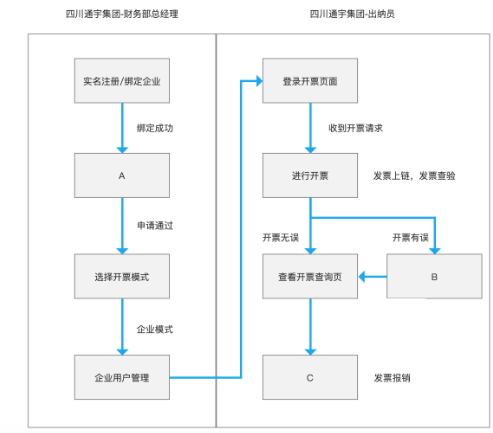 四川通宇集团-财务部总经理
四川通宇集团-出纳员
实名注册/绑定企业
绑定成功
A
申请通过
选择开票模式
企业模式
企业用户管理
登录开票页面
收到开票请求
进行开票
发票上链，发票查验
开票无误
开票有误
查看开票查询页
B
C
发票报销